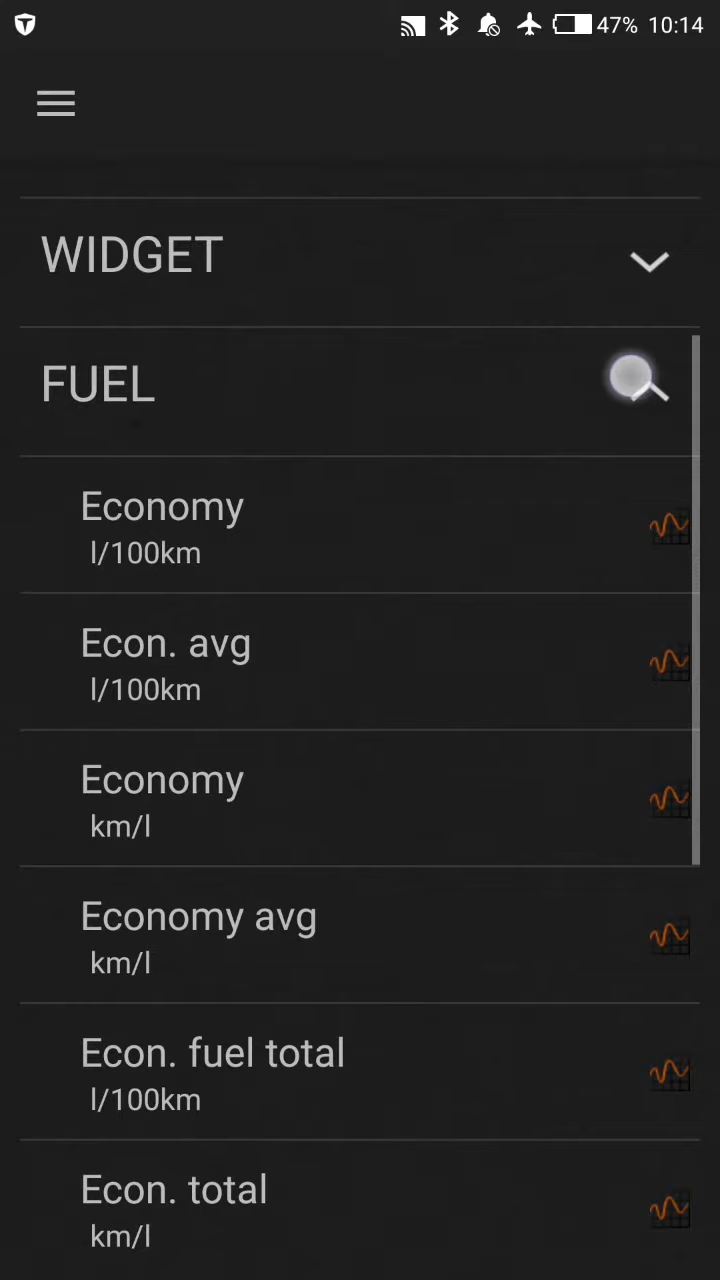 47% 10:14
WIDGET
FUEL
Economy
l/100km
Econ. avg
l/100km
Economy
km/l
Economy avg
km/l
Econ. fuel total
l/100km
Econ. total
km/l